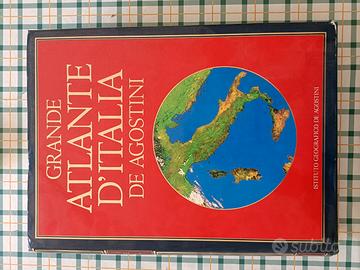 GRANDE
ATLANTE
D'ITALIA
DE AGOSTINI
ISTITUTO GEOGRAFICO DE AGOSTINI
subito